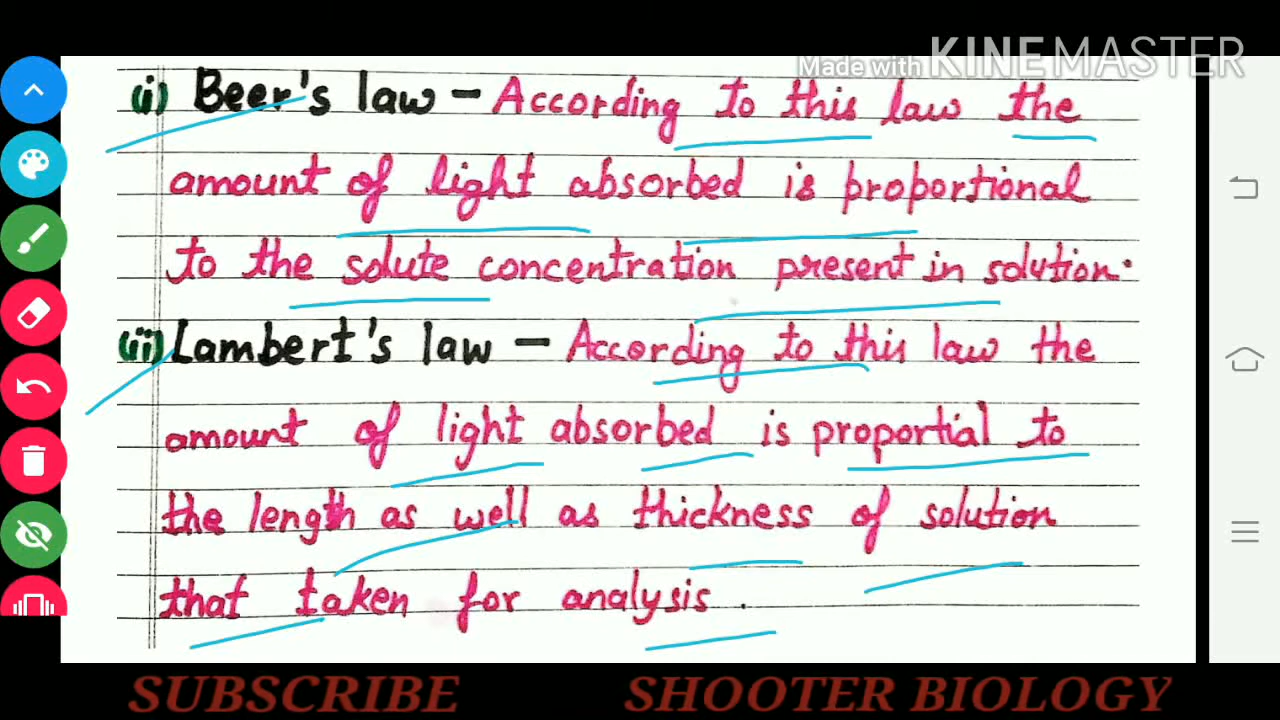 Made with KINEMASTER
(i) Beer's law - According to this law the
amount of light absorbed is proportional
to the solute concentration present in solution.
(ii) Lambert's law - According to this law the
amount of light absorbed is proportial to
the length as well as thickness of solution
that taken for analysis .
SUBSCRIBE SHOOTER BIOLOGY